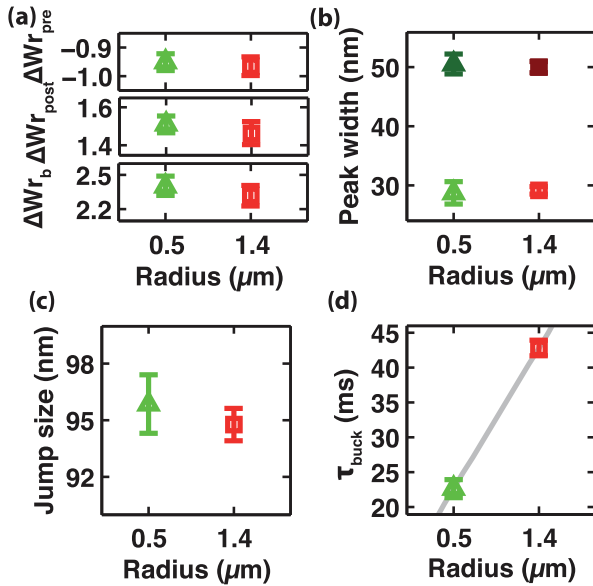 (a)
ΔWr_b ΔWr_post ΔWr_pre
−0.9
−1.0
1.6
1.4
2.5
2.2
0.5 1.4
Radius (μm)
(b)
Peak width (nm)
50
30
0.5 1.4
Radius (μm)
(c)
Jump size (nm)
98
95
92
0.5 1.4
Radius (μm)
(d)
τ_buck (ms)
45
40
35
30
25
20
0.5 1.4
Radius (μm)